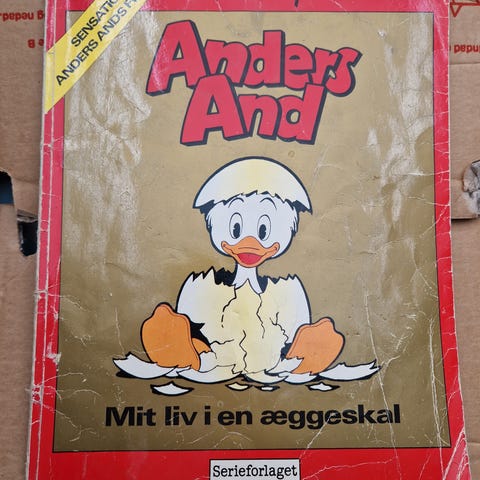 ANDERS ANDS
Anders
And
Mit liv i en æggeskal
Serieforlaget